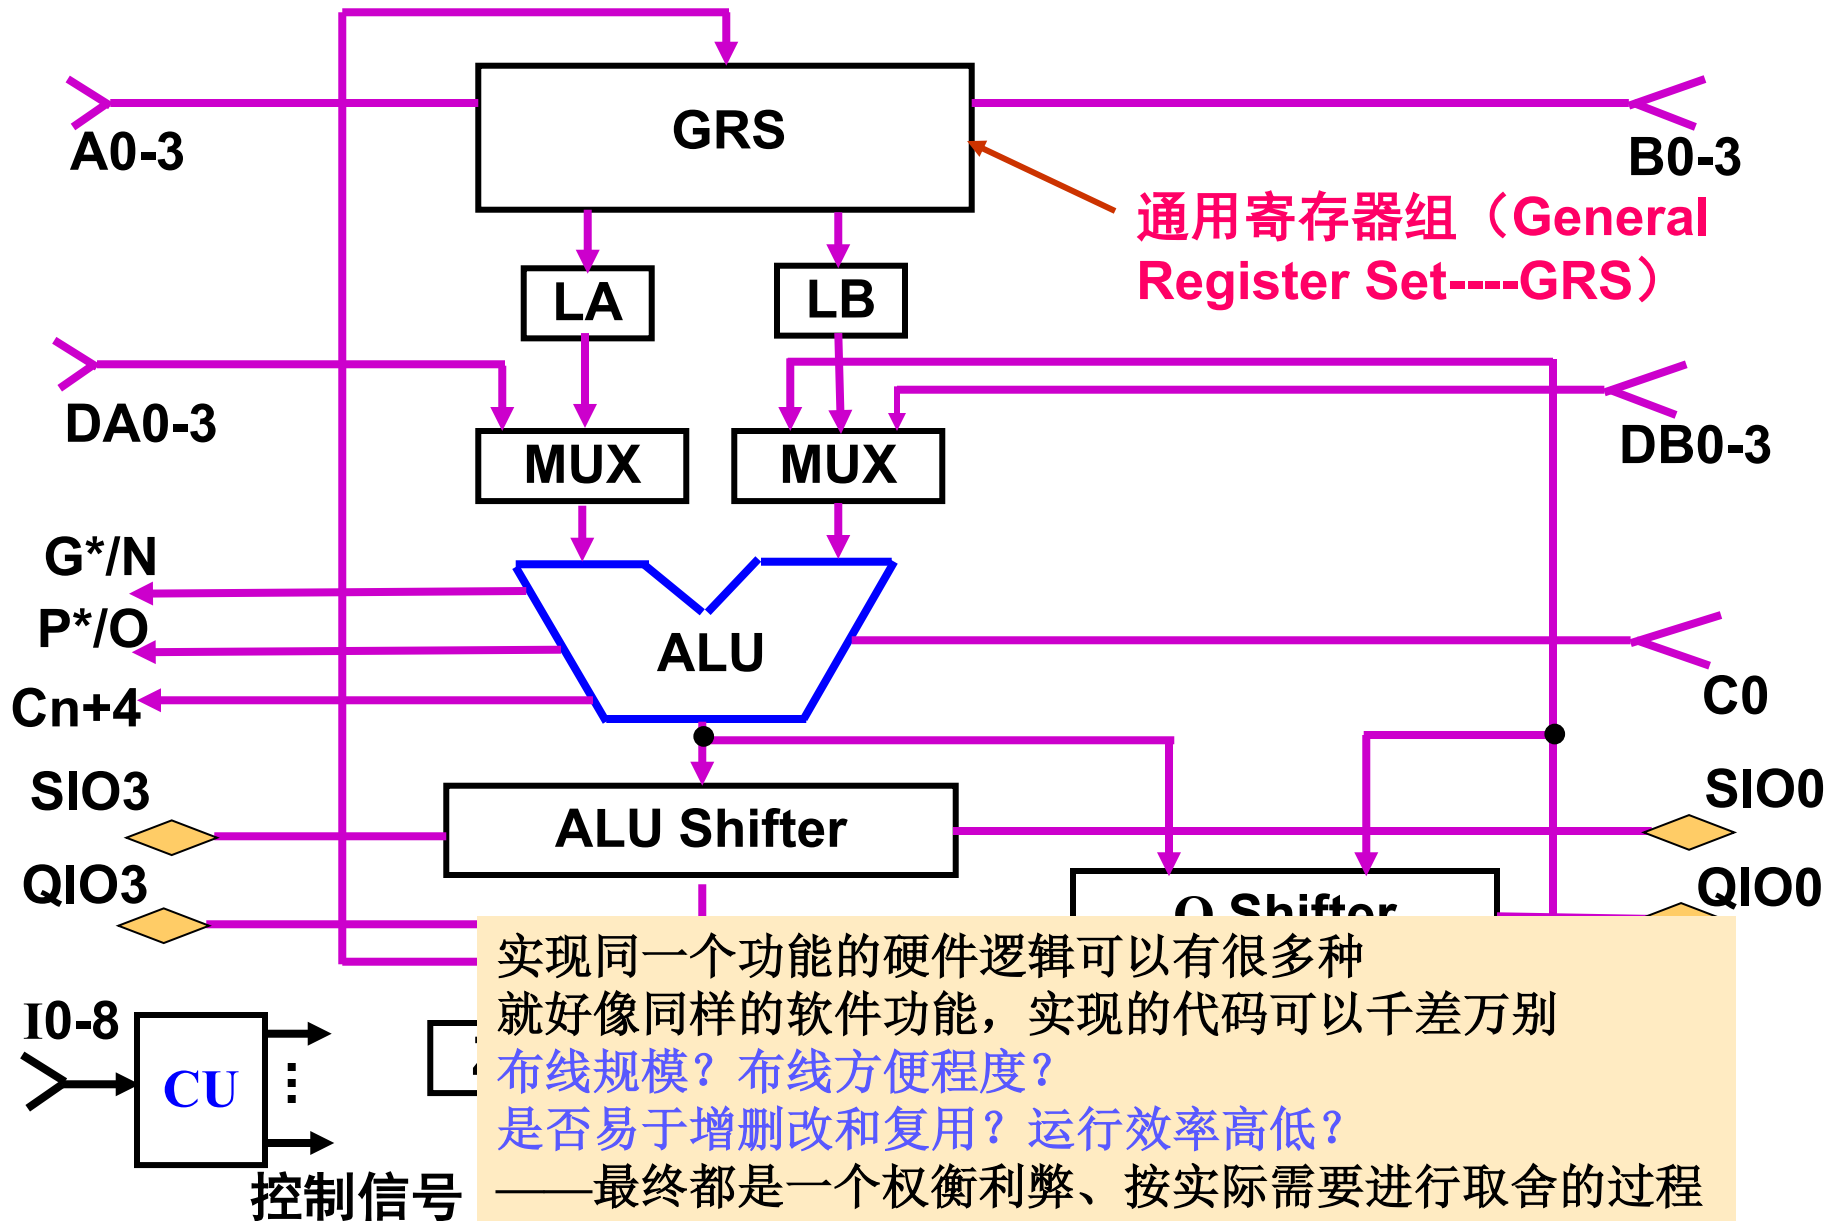 GRS
A0-3
B0-3
通用寄存器组（General
Register Set----GRS）
LA
LB
DA0-3
DB0-3
MUX
MUX
G*/N
P*/O
ALU
Cn+4
C0
SIO3
ALU Shifter
SIO0
QIO3
Q Shifter
QIO0
实现同一个功能的硬件逻辑可以有很多种
就好像同样的软件功能，实现的代码可以千差万别
布线规模？布线方便程度？
是否易于增删改和复用？运行效率高低？
——最终都是一个权衡利弊、按实际需要进行取舍的过程
I0-8
CU
控制信号